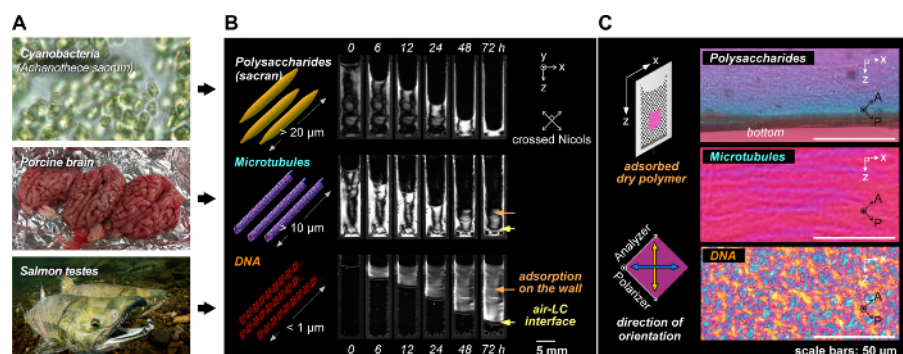 A
Cyanobacteria
(Aphanothece sacrum)
Porcine brain
Salmon testes
B
0 6 12 24 48 72 h
Polysaccharides
(sacran)
> 20 μm
Microtubules
> 10 μm
DNA
< 1 μm
y
x
z
crossed Nicols
adsorption
on the wall
air-LC
interface
0 6 12 24 48 72 h
5 mm
C
x
z
adsorbed
dry polymer
Analyzer
Polarizer
direction of
orientation
Polysaccharides
x
z
A
P
bottom
Microtubules
x
z
A
P
DNA
x
z
A
P
scale bars: 50 μm